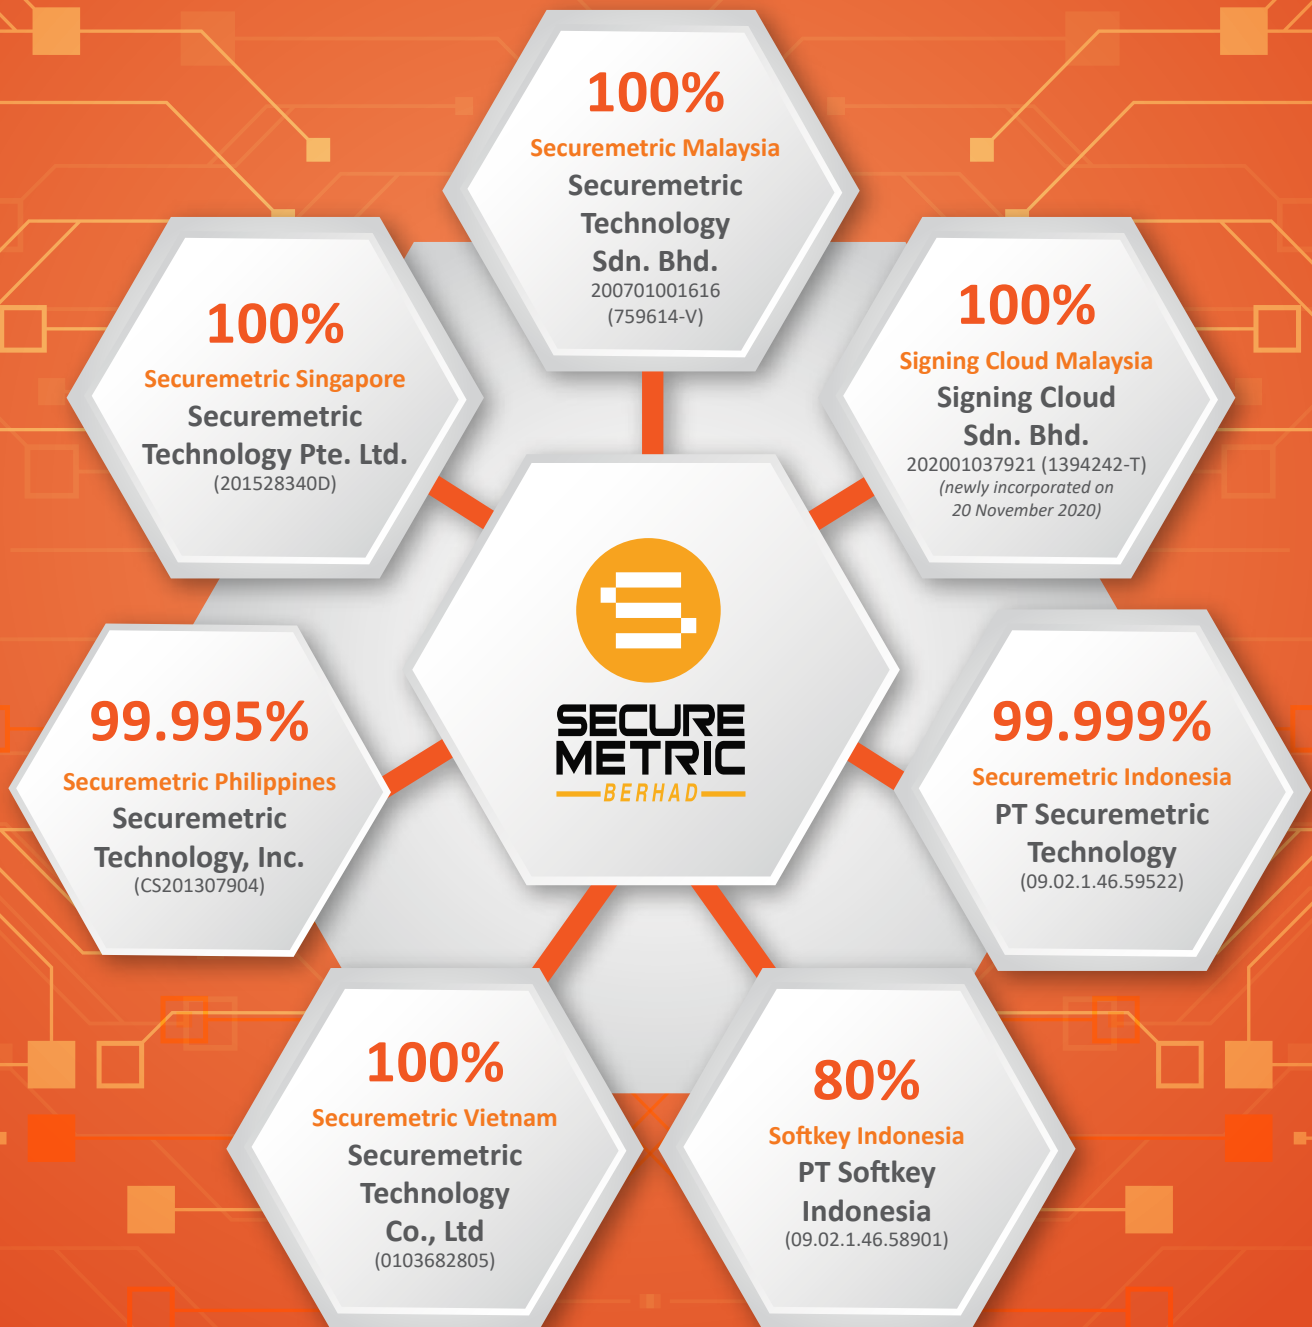 100%
Securemetric Malaysia
Securemetric
Technology
Sdn. Bhd.
200701001616
(759614-V)
100%
Securemetric Singapore
Securemetric
Technology Pte. Ltd.
(201528340D)
100%
Signing Cloud Malaysia
Signing Cloud
Sdn. Bhd.
202001037921 (1394242-T)
(newly incorporated on
20 November 2020)
SECURE
METRIC
BERHAD
99.995%
Securemetric Philippines
Securemetric
Technology, Inc.
(CS201307904)
99.999%
Securemetric Indonesia
PT Securemetric
Technology
(09.02.1.46.59522)
100%
Securemetric Vietnam
Securemetric
Technology
Co., Ltd
(0103682805)
80%
Softkey Indonesia
PT Softkey
Indonesia
(09.02.1.46.58901)